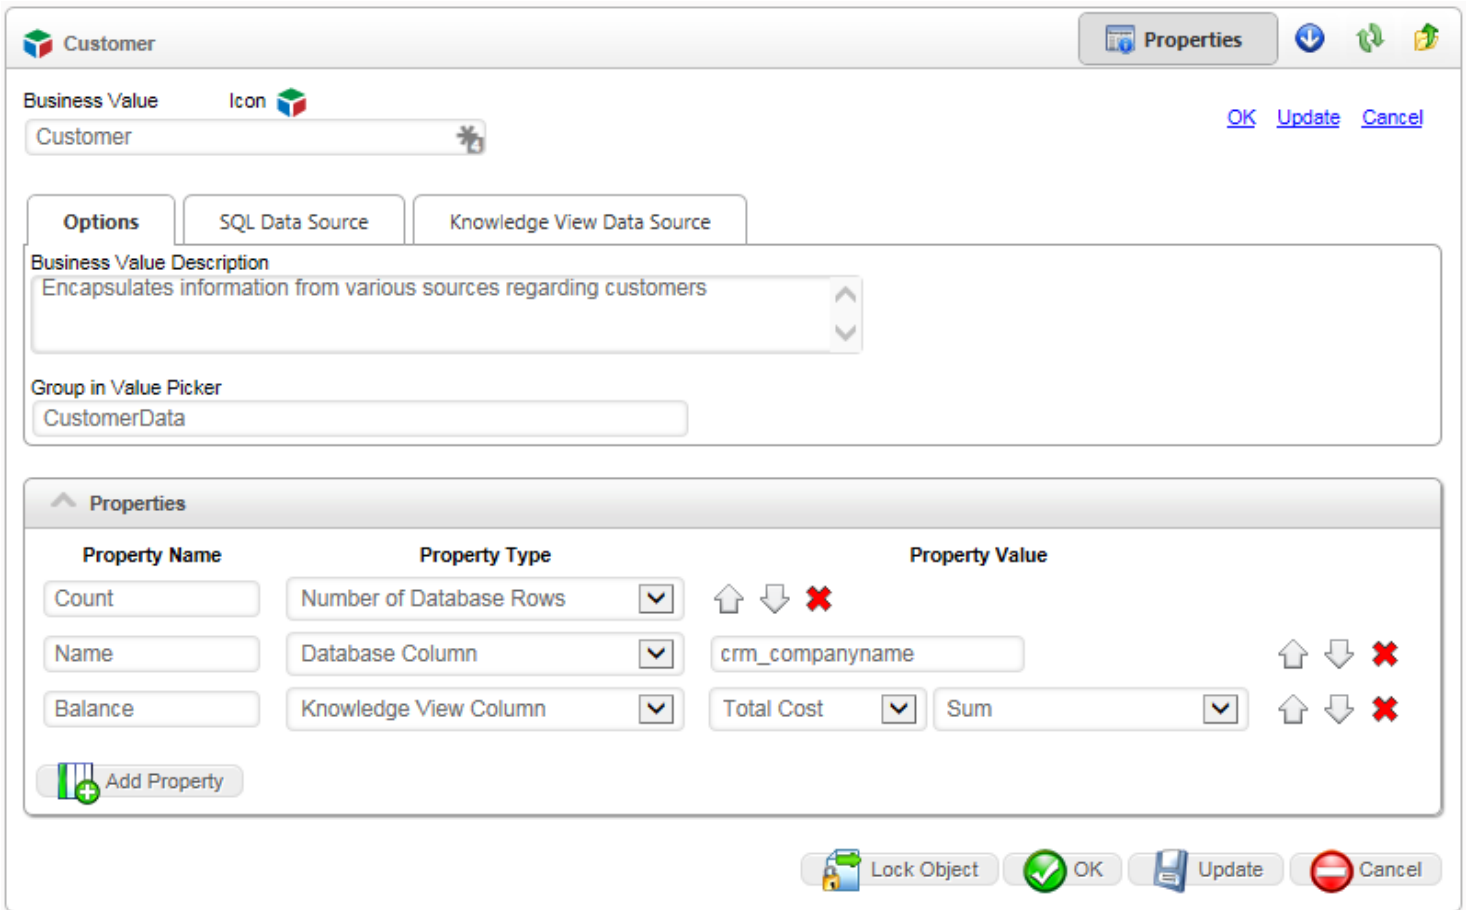 Customer
Properties
Business Value Icon
Customer
4
OK Update Cancel
Options SQL Data Source Knowledge View Data Source
Business Value Description
Encapsulates information from various sources regarding customers
Group in Value Picker
CustomerData
Properties
Property Name Property Type Property Value
Count Number of Database Rows
Name Database Column crm_companyname
Balance Knowledge View Column Total Cost Sum
Add Property
Lock Object OK Update Cancel